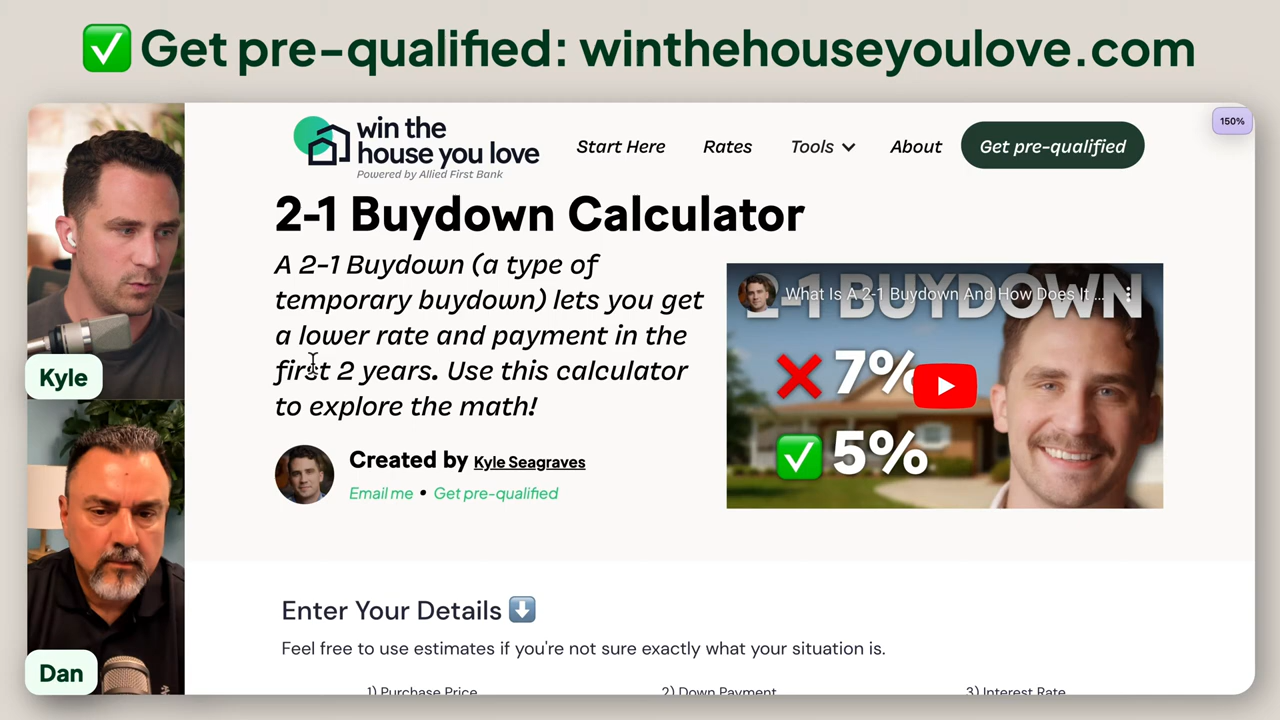 ✅ Get pre-qualified: winthehouseyoulove.com
150%
win the
house you love
Powered by Allied First Bank
Start Here
Rates
Tools
About
Get pre-qualified
2-1 Buydown Calculator
A 2-1 Buydown (a type of
temporary buydown) lets you get
a lower rate and payment in the
first 2 years. Use this calculator
to explore the math!
Created by Kyle Seagraves
Email me • Get pre-qualified
What Is A 2-1 Buydown And How Does It ...
2-1 BUYDOWN
❌ 7%
✅ 5%
Kyle
Dan
Enter Your Details ⬇️
Feel free to use estimates if you're not sure exactly what your situation is.
1) Purchase Price
2) Down Payment
3) Interest Rate